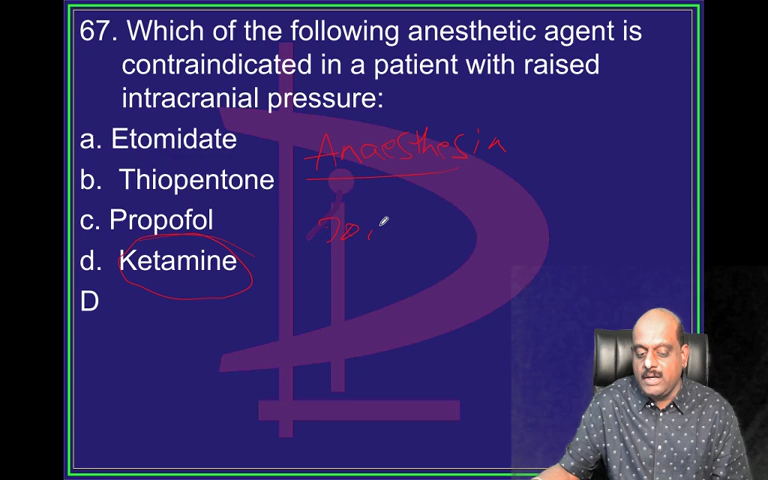 67. Which of the following anesthetic agent is
contraindicated in a patient with raised
intracranial pressure:
a. Etomidate
Anaesthesia
b. Thiopentone
c. Propofol
d. Ketamine
D